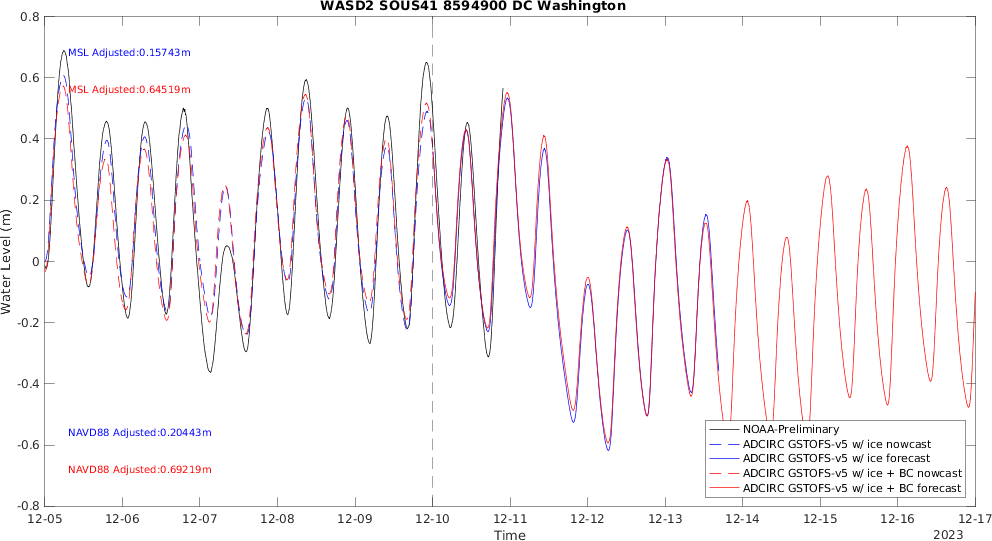 WASD2 SOUS41 8594900 DC Washington
0.8
0.6
0.4
0.2
0
-0.2
-0.4
-0.6
-0.8
Water Level (m)
MSL Adjusted:0.15743m
MSL Adjusted:0.64519m
NAVD88 Adjusted:0.20443m
NAVD88 Adjusted:0.69219m
NOAA-Preliminary
ADCIRC GSTOFS-v5 w/ ice nowcast
ADCIRC GSTOFS-v5 w/ ice forecast
ADCIRC GSTOFS-v5 w/ ice + BC nowcast
ADCIRC GSTOFS-v5 w/ ice + BC forecast
12-05 12-06 12-07 12-08 12-09 12-10 12-11 12-12 12-13 12-14 12-15 12-16 12-17
Time
2023